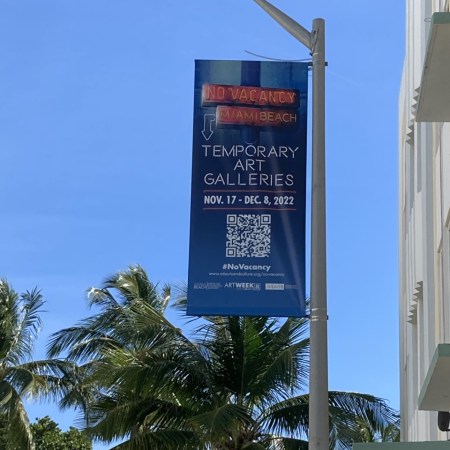 NO VACANCY
MIAMI BEACH
TEMPORARY
ART
GALLERIES
NOV. 17 - DEC. 8, 2022
#NoVacancy
ARTWEEK